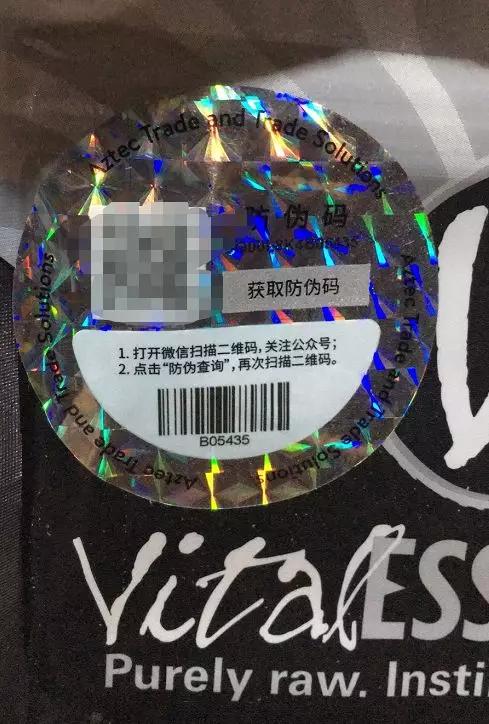 Aztec Trade and Trade Solutions
防伪码
获取防伪码
1. 打开微信扫描二维码,关注公众号;
2. 点击“防伪查询”,再次扫描二维码。
B05435
Aztec Trade and Trade Solutions
Aztec Trade and Trade Solutions
Vital ESS
Purely raw. Insti